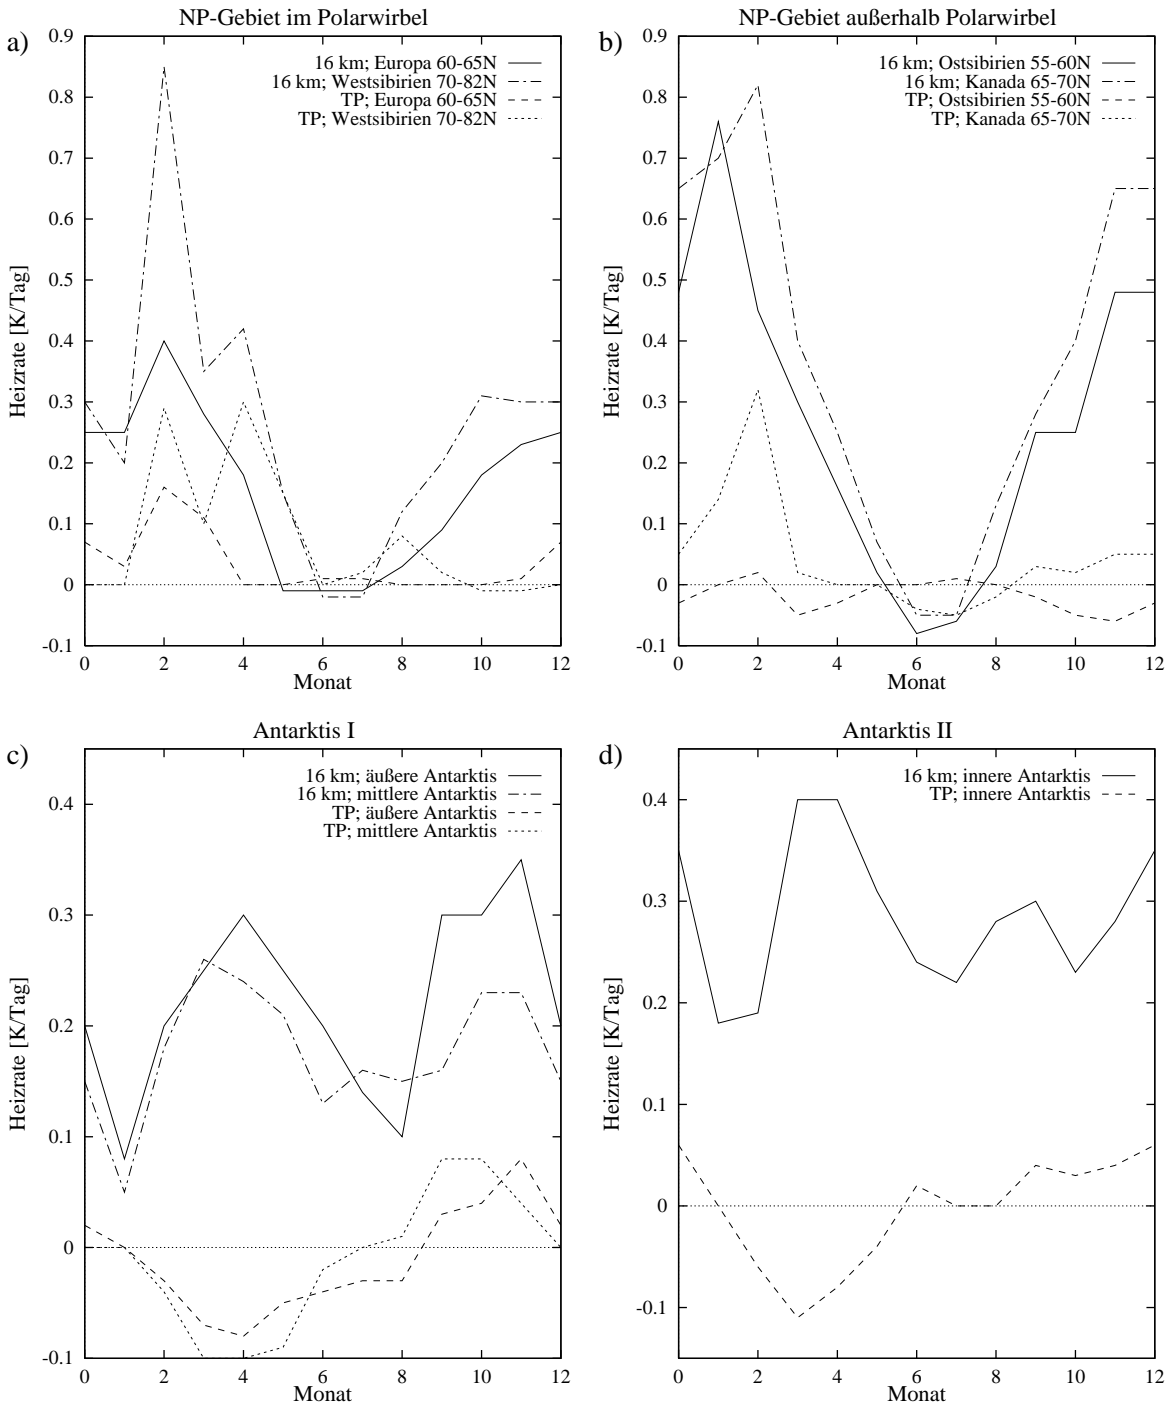 NP-Gebiet im Polarwirbel
a)
0.9
0.8
0.7
0.6
0.5
0.4
0.3
0.2
0.1
0
-0.1
Heizrate [K/Tag]
16 km; Europa 60-65N
16 km; Westsibirien 70-82N
TP; Europa 60-65N
TP; Westsibirien 70-82N
0 2 4 6 8 10 12
Monat
NP-Gebiet außerhalb Polarwirbel
b)
0.9
0.8
0.7
0.6
0.5
0.4
0.3
0.2
0.1
0
-0.1
Heizrate [K/Tag]
16 km; Ostsibirien 55-60N
16 km; Kanada 65-70N
TP; Ostsibirien 55-60N
TP; Kanada 65-70N
0 2 4 6 8 10 12
Monat
Antarktis I
c)
0.4
0.3
0.2
0.1
0
-0.1
Heizrate [K/Tag]
16 km; äußere Antarktis
16 km; mittlere Antarktis
TP; äußere Antarktis
TP; mittlere Antarktis
0 2 4 6 8 10 12
Monat
Antarktis II
d)
0.4
0.3
0.2
0.1
0
-0.1
Heizrate [K/Tag]
16 km; innere Antarktis
TP; innere Antarktis
0 2 4 6 8 10 12
Monat